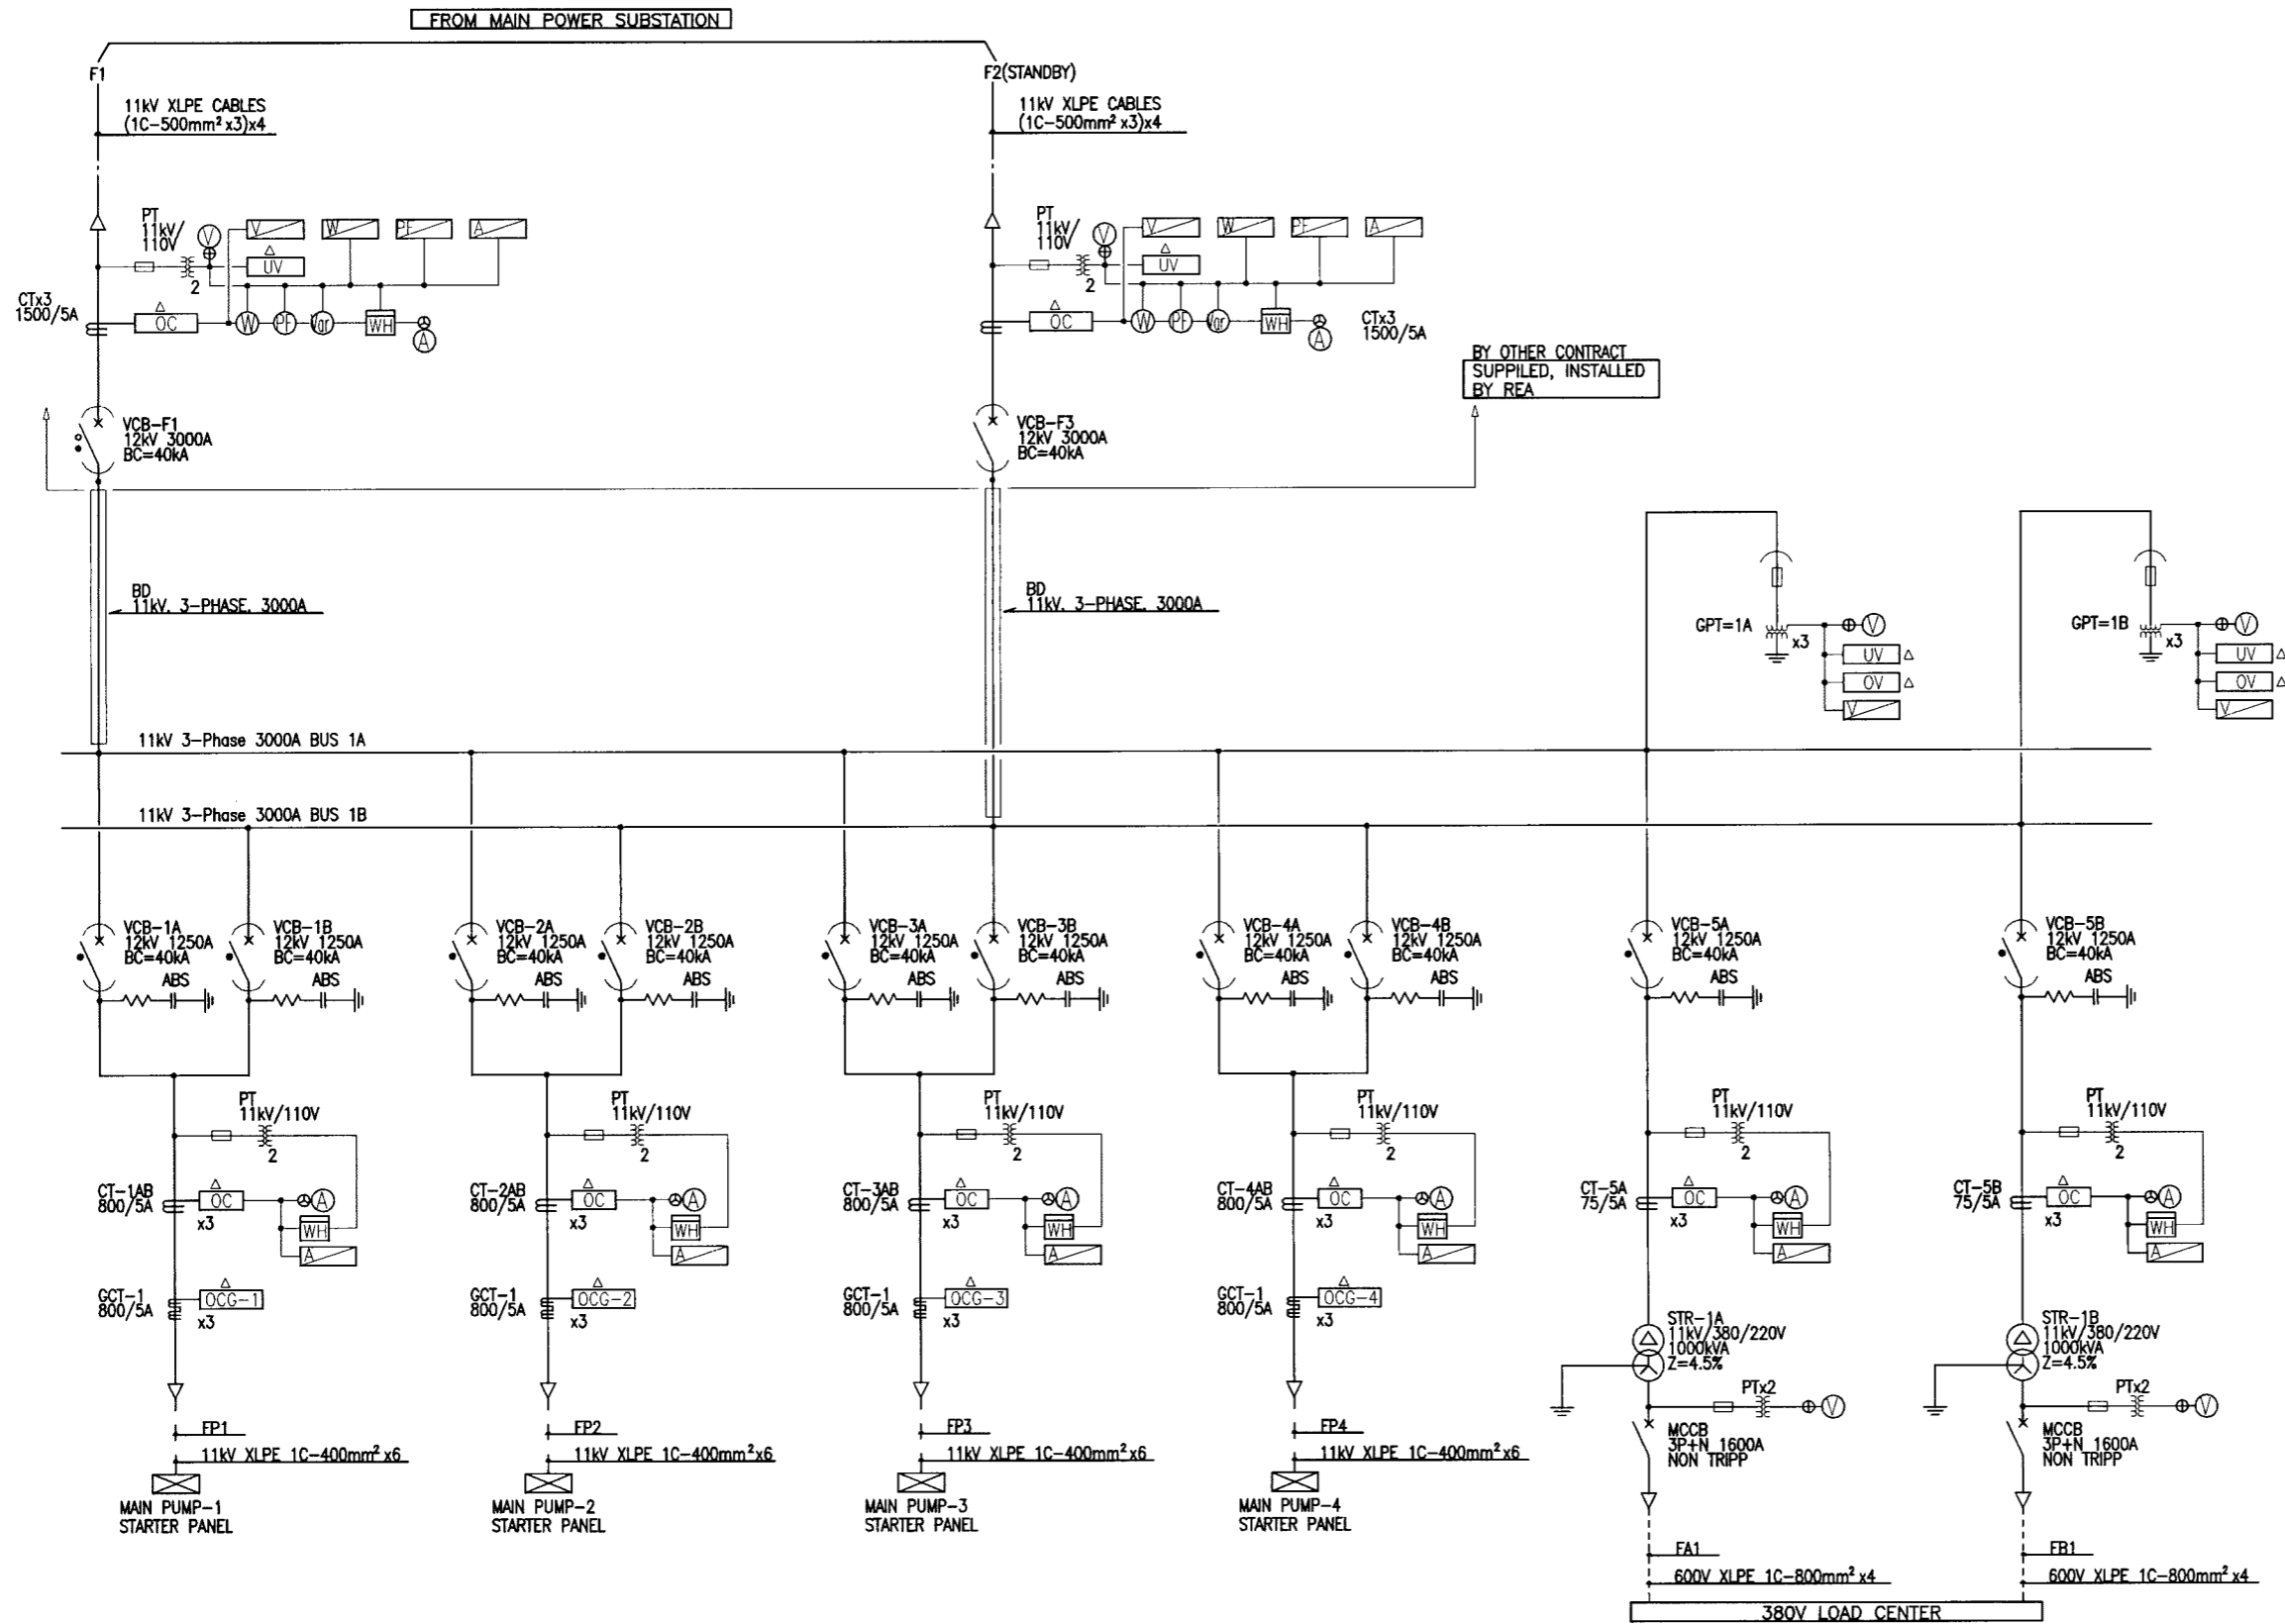 FROM MAIN POWER SUBSTATION
F1
F2(STANDBY)
11kV XLPE CABLES
(1C-500mm² x3)x4
11kV XLPE CABLES
(1C-500mm² x3)x4
PT
11kV/
110V
V
V
W
PF
A
UV
2
CTx3
1500/5A
OC
W
PF
Var
WH
A
PT
11kV/
110V
V
V
W
PF
A
UV
2
OC
W
PF
Var
WH
A
CTx3
1500/5A
BY OTHER CONTRACT
SUPPILED, INSTALLED
BY REA
VCB-F1
12kV 3000A
BC=40kA
VCB-F3
12kV 3000A
BC=40kA
BD
11kV. 3-PHASE. 3000A
BD
11kV. 3-PHASE. 3000A
GPT=1A
x3
V
UV
OV
V
GPT=1B
x3
V
UV
OV
V
11kV 3-Phase 3000A BUS 1A
11kV 3-Phase 3000A BUS 1B
VCB-1A
12kV 1250A
BC=40kA
ABS
VCB-1B
12kV 1250A
BC=40kA
ABS
VCB-2A
12kV 1250A
BC=40kA
ABS
VCB-2B
12kV 1250A
BC=40kA
ABS
VCB-3A
12kV 1250A
BC=40kA
ABS
VCB-3B
12kV 1250A
BC=40kA
ABS
VCB-4A
12kV 1250A
BC=40kA
ABS
VCB-4B
12kV 1250A
BC=40kA
ABS
VCB-5A
12kV 1250A
BC=40kA
ABS
VCB-5B
12kV 1250A
BC=40kA
ABS
PT
11kV/110V
2
CT-1AB
800/5A
OC
x3
A
WH
A
GCT-1
800/5A
OCG-1
x3
FP1
11kV XLPE 1C-400mm² x6
MAIN PUMP-1
STARTER PANEL
PT
11kV/110V
2
CT-2AB
800/5A
OC
x3
A
WH
A
GCT-1
800/5A
OCG-2
x3
FP2
11kV XLPE 1C-400mm² x6
MAIN PUMP-2
STARTER PANEL
PT
11kV/110V
2
CT-3AB
800/5A
OC
x3
A
WH
A
GCT-1
800/5A
OCG-3
x3
FP3
11kV XLPE 1C-400mm² x6
MAIN PUMP-3
STARTER PANEL
PT
11kV/110V
2
CT-4AB
800/5A
OC
x3
A
WH
A
GCT-1
800/5A
OCG-4
x3
FP4
11kV XLPE 1C-400mm² x6
MAIN PUMP-4
STARTER PANEL
PT
11kV/110V
2
CT-5A
75/5A
OC
x3
A
WH
A
STR-1A
11kV/380/220V
1000kVA
Z=4.5%
PTx2
V
MCCB
3P+N 1600A
NON TRIPP
FA1
600V XLPE 1C-800mm² x4
PT
11kV/110V
2
CT-5B
75/5A
OC
x3
A
WH
A
STR-1B
11kV/380/220V
1000kVA
Z=4.5%
PTx2
V
MCCB
3P+N 1600A
NON TRIPP
FB1
600V XLPE 1C-800mm² x4
380V LOAD CENTER